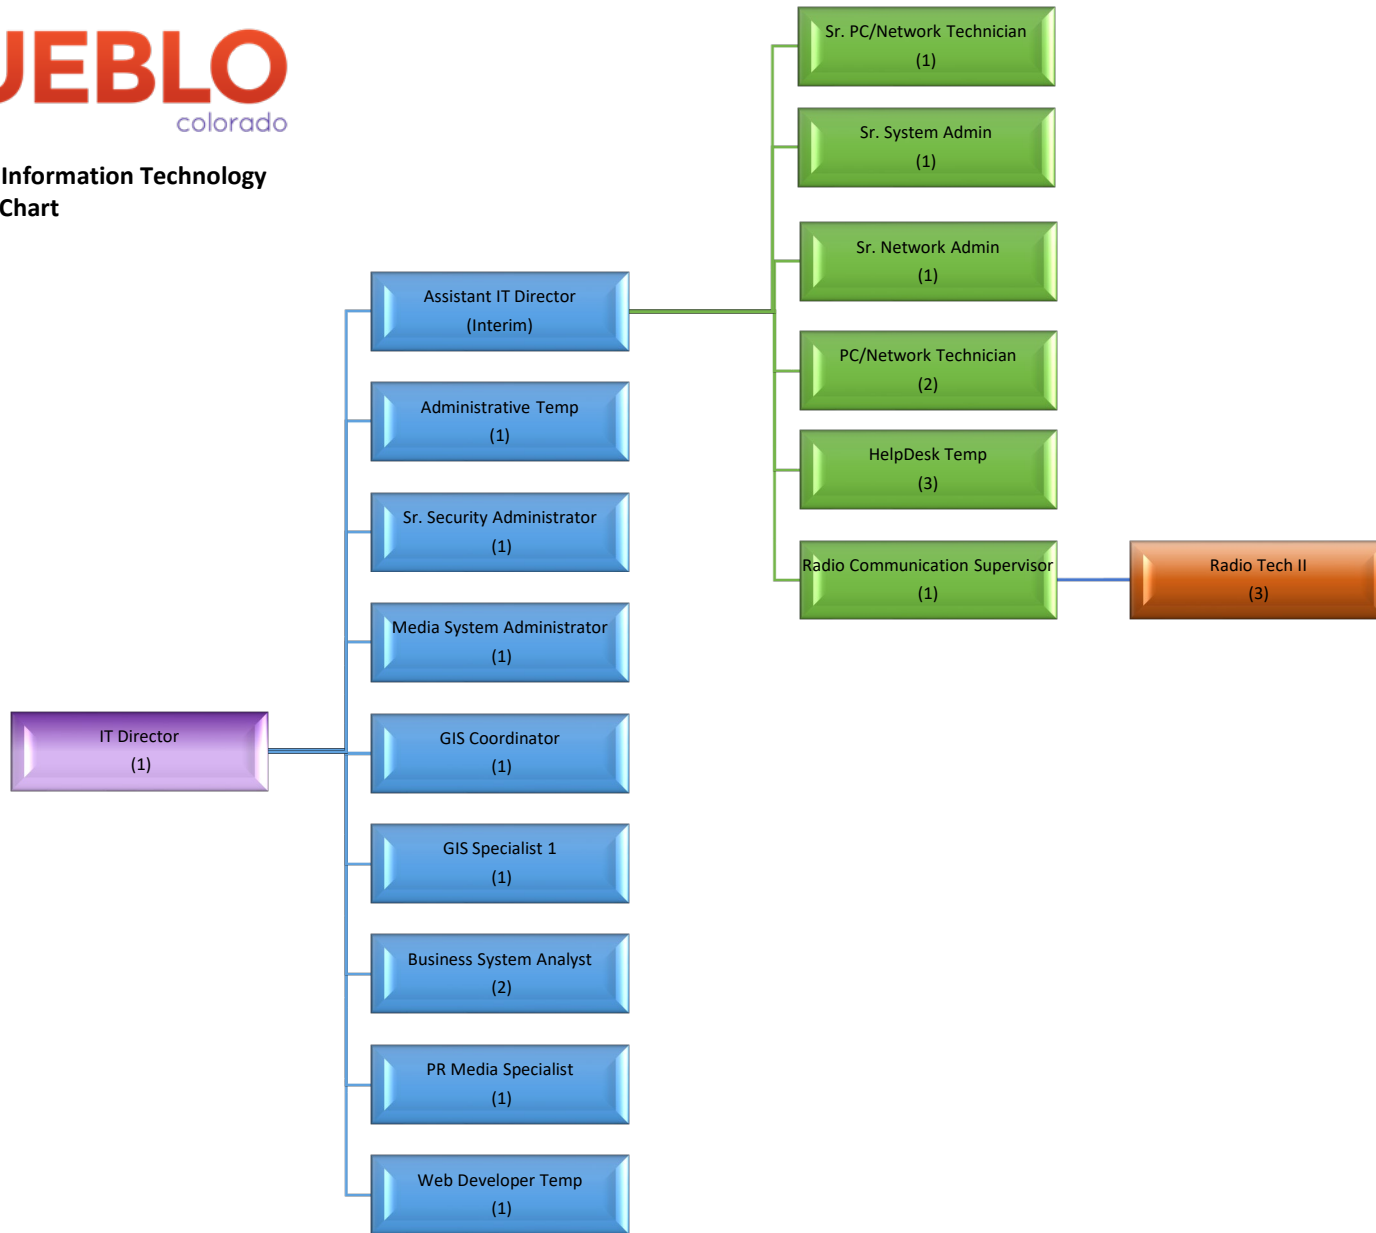 UEBLO
colorado
Information Technology
Chart
Sr. PC/Network Technician
(1)
Sr. System Admin
(1)
Sr. Network Admin
(1)
Assistant IT Director
(Interim)
PC/Network Technician
(2)
Administrative Temp
(1)
HelpDesk Temp
(3)
Sr. Security Administrator
(1)
Radio Communication Supervisor
(1)
Radio Tech II
(3)
Media System Administrator
(1)
IT Director
(1)
GIS Coordinator
(1)
GIS Specialist 1
(1)
Business System Analyst
(2)
PR Media Specialist
(1)
Web Developer Temp
(1)